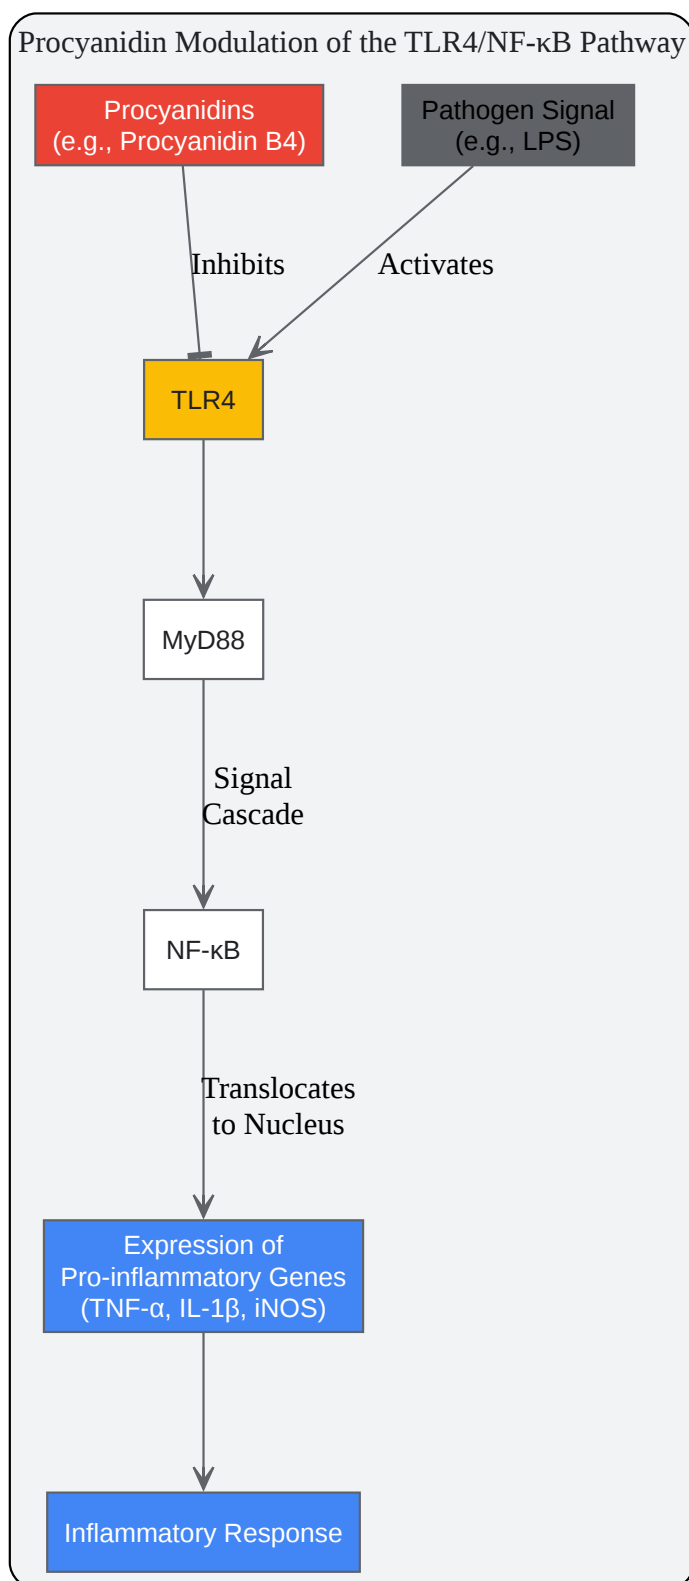 Procyanidin Modulation of the TLR4/NF-κB Pathway
Procyanidins
(e.g., Procyanidin B4)
Pathogen Signal
(e.g., LPS)
Inhibits
Activates
TLR4
MyD88
Signal
Cascade
NF-κB
Translocates
to Nucleus
Expression of
Pro-inflammatory Genes
(TNF-α, IL-1β, iNOS)
Inflammatory Response